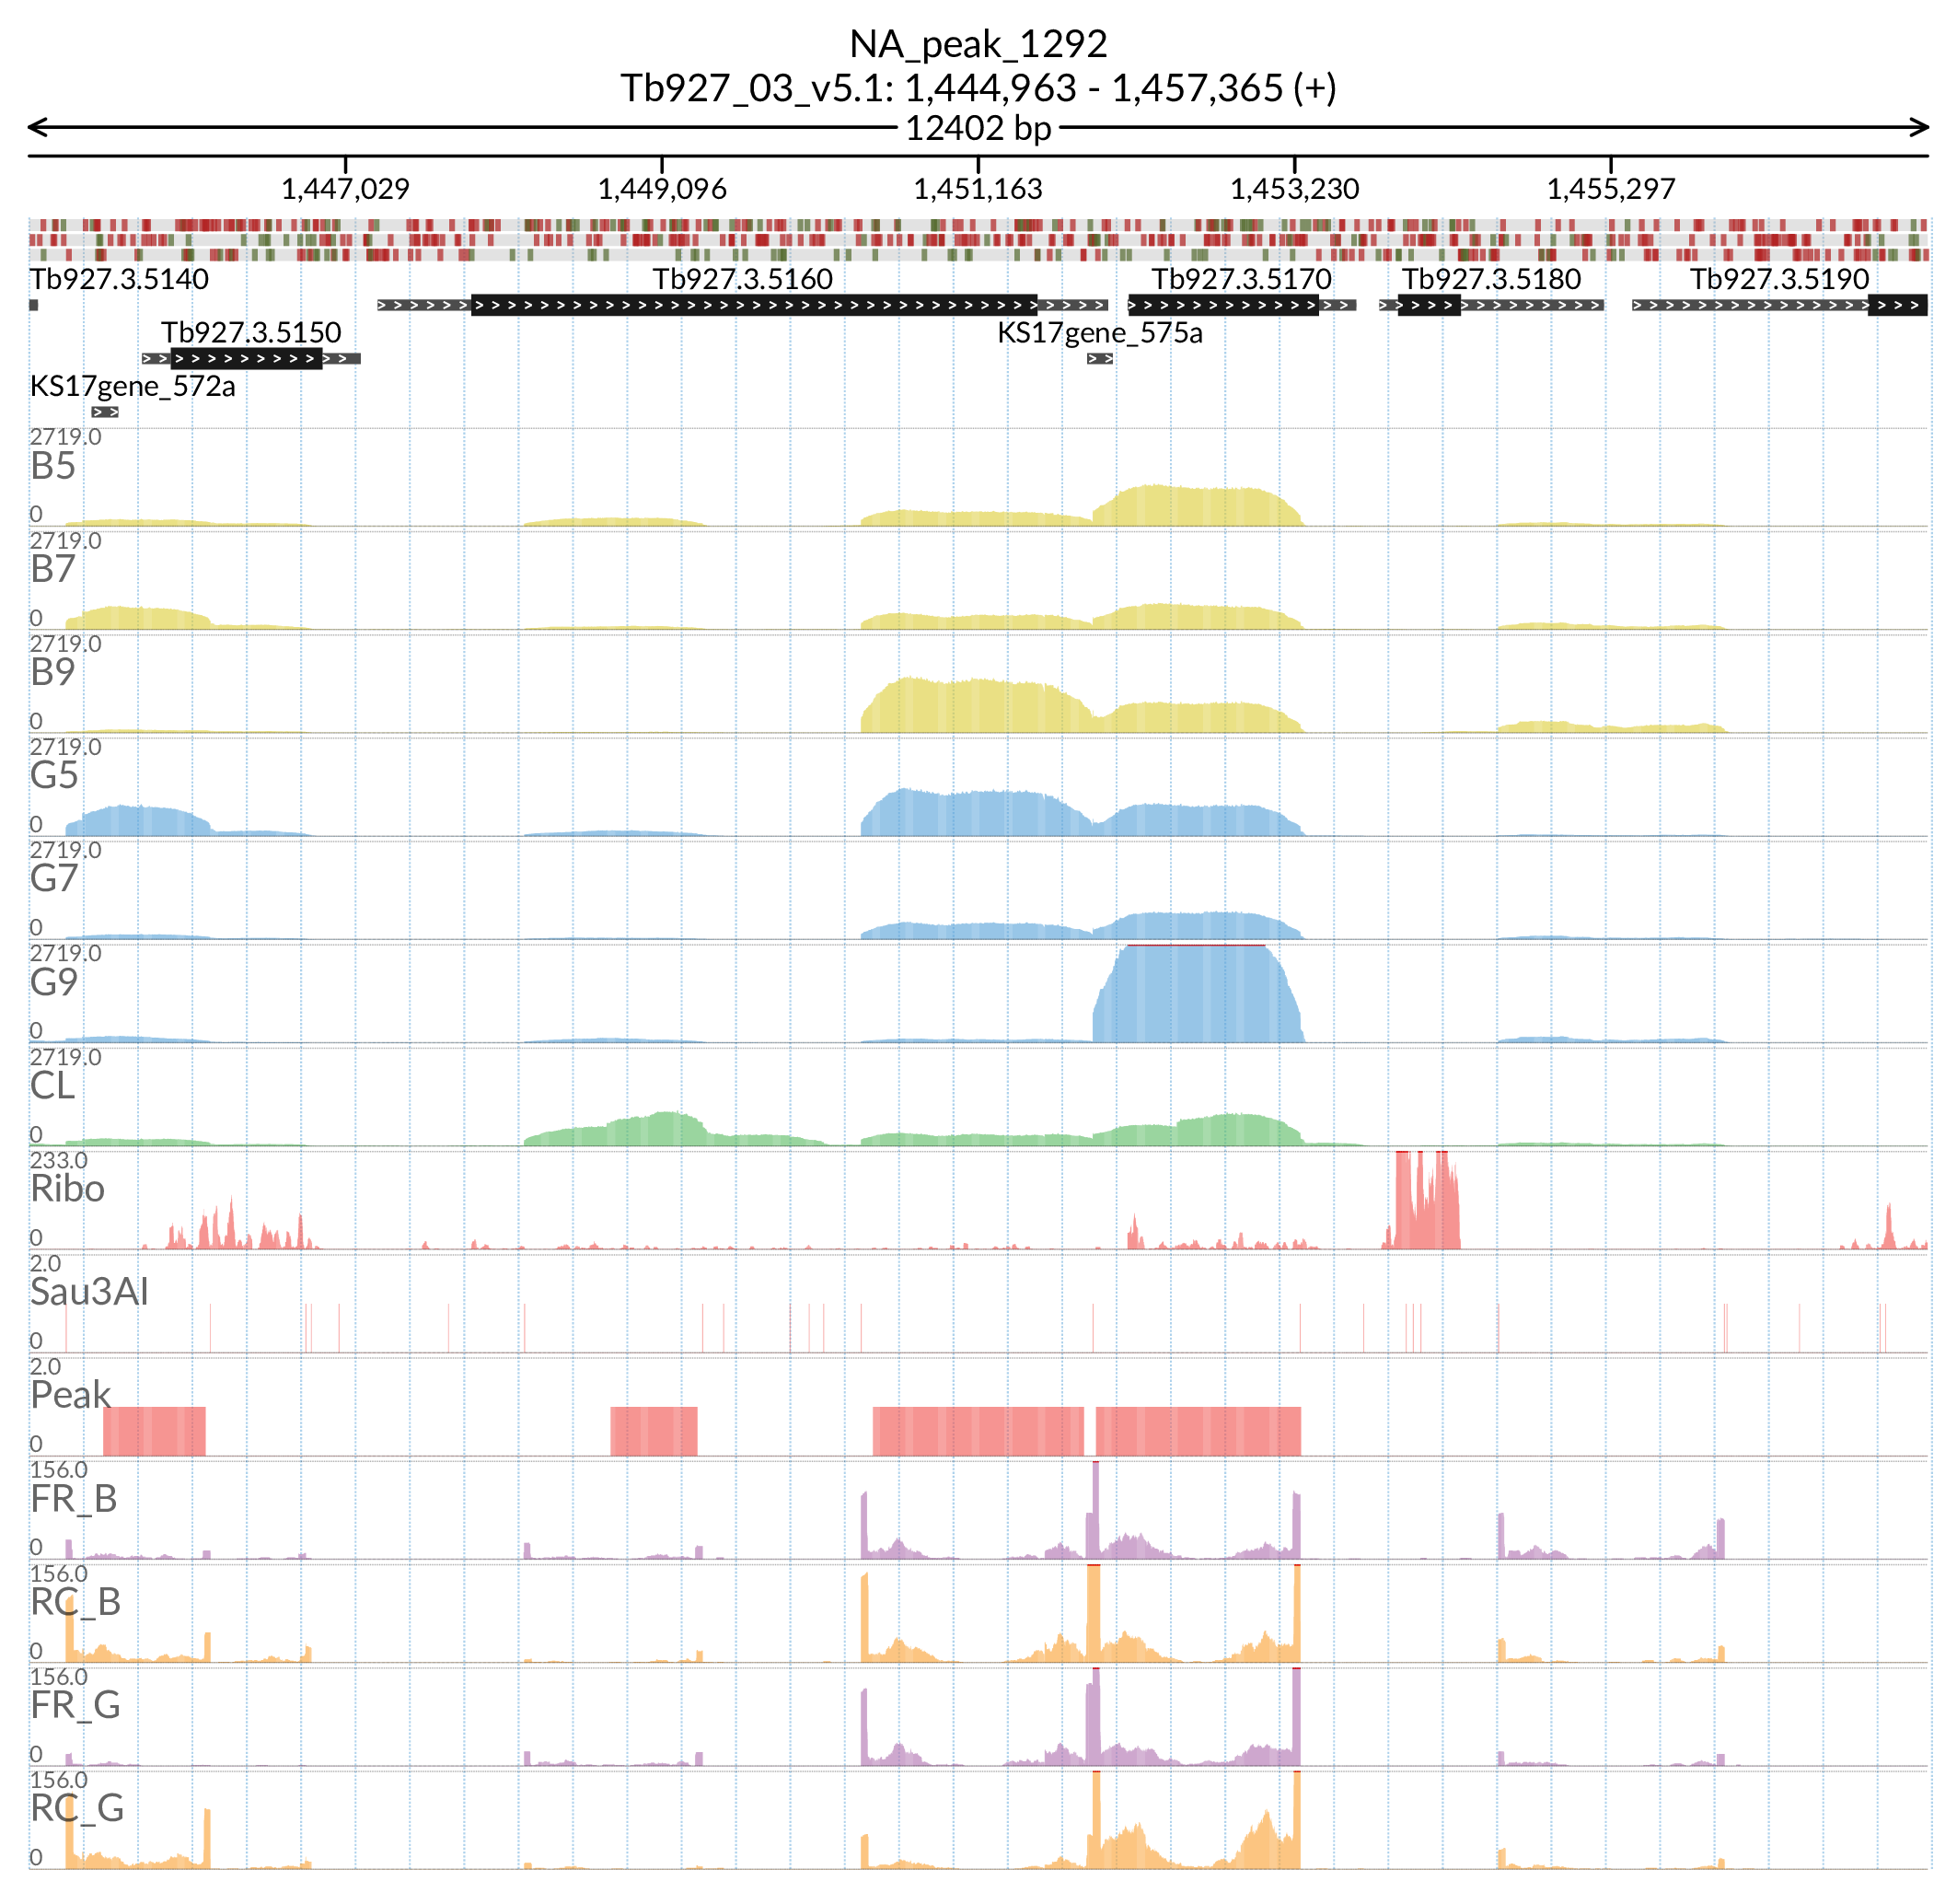 NA_peak_1292
Tb927_03_v5.1: 1,444,963 - 1,457,365 (+)
12402 bp
1,447,029 1,449,096 1,451,163 1,453,230 1,455,297
Tb927.3.5140 Tb927.3.5160 Tb927.3.5170 Tb927.3.5180 Tb927.3.5190
Tb927.3.5150 KS17gene_575a
KS17gene_572a
2719.0
B5
0
2719.0
B7
0
2719.0
B9
0
2719.0
G5
0
2719.0
G7
0
2719.0
G9
0
2719.0
CL
0
233.0
Ribo
0
2.0
Sau3AI
0
2.0
Peak
0
156.0
FR_B
0
156.0
RC_B
0
156.0
FR_G
0
156.0
RC_G
0